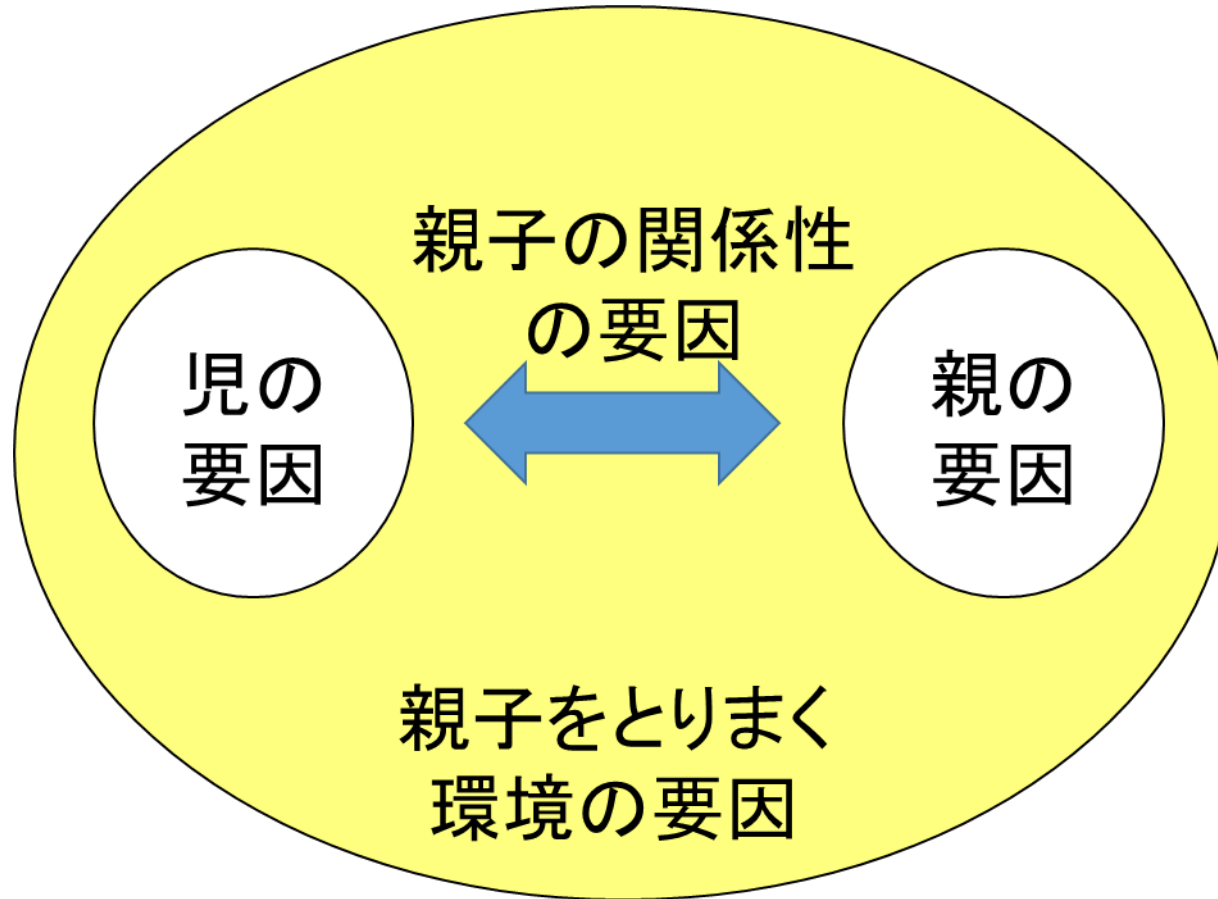 親子の関係性
の要因
児の
要因
親の
要因
親子をとりまく
環境の要因